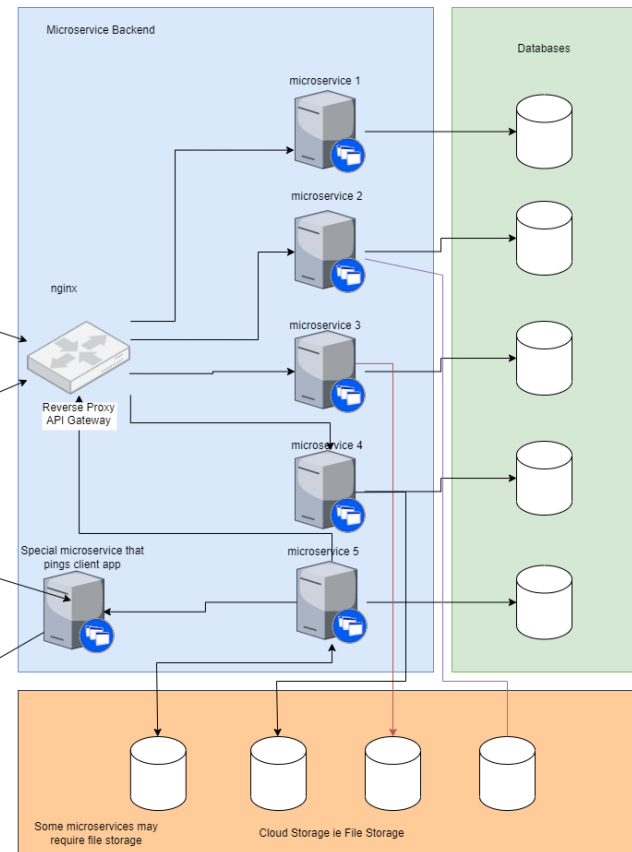 Microservice Backend
Databases
microservice 1
microservice 2
nginx
microservice 3
Reverse Proxy
API Gateway
microservice 4
Special microservice that
pings client app
microservice 5
Some microservices may
require file storage
Cloud Storage ie File Storage